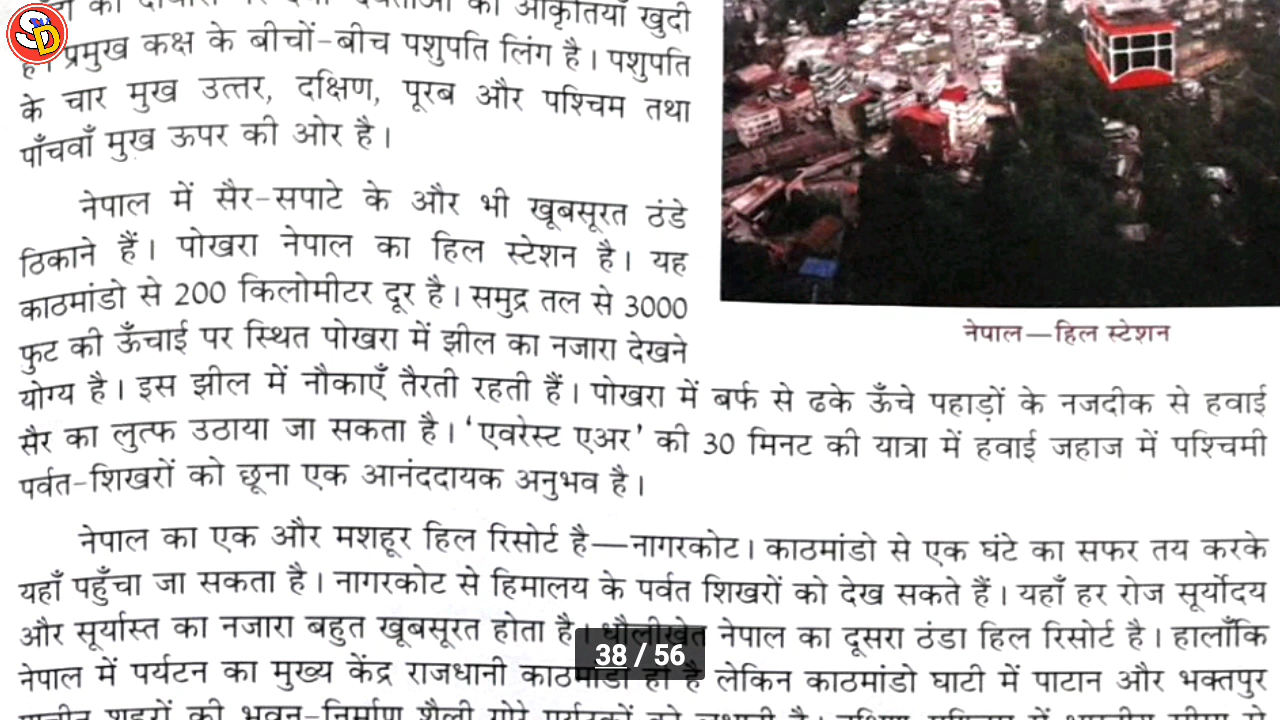 की आकृतियाँ खुदी
हैं। प्रमुख कक्ष के बीचों-बीच पशुपति लिंग है। पशुपति
के चार मुख उत्तर, दक्षिण, पूरब और पश्चिम तथा
पाँचवाँ मुख ऊपर की ओर है।
नेपाल में सैर-सपाटे के और भी खूबसूरत ठंडे
ठिकाने हैं। पोखरा नेपाल का हिल स्टेशन है। यह
काठमांडो से 200 किलोमीटर दूर है। समुद्र तल से 3000
फुट की ऊँचाई पर स्थित पोखरा में झील का नजारा देखने
योग्य है। इस झील में नौकाएँ तैरती रहती हैं। पोखरा में बर्फ से ढके ऊँचे पहाड़ों के नजदीक से हवाई
सैर का लुत्फ उठाया जा सकता है। ‘एवरेस्ट एअर’ की 30 मिनट की यात्रा में हवाई जहाज में पश्चिमी
पर्वत-शिखरों को छूना एक आनंददायक अनुभव है।
नेपाल का एक और मशहूर हिल रिसोर्ट है—नागरकोट। काठमांडो से एक घंटे का सफर तय करके
यहाँ पहुँचा जा सकता है। नागरकोट से हिमालय के पर्वत शिखरों को देख सकते हैं। यहाँ हर रोज सूर्योदय
और सूर्यास्त का नजारा बहुत खूबसूरत होता है। धौलीखेत नेपाल का दूसरा ठंडा हिल रिसोर्ट है। हालाँकि
नेपाल में पर्यटन का मुख्य केंद्र राजधानी काठमांडो ही है लेकिन काठमांडो घाटी में पाटान और भक्तपुर
शहरों की भवन-निर्माण शैली
नेपाल—हिल स्टेशन
SD
38 / 56